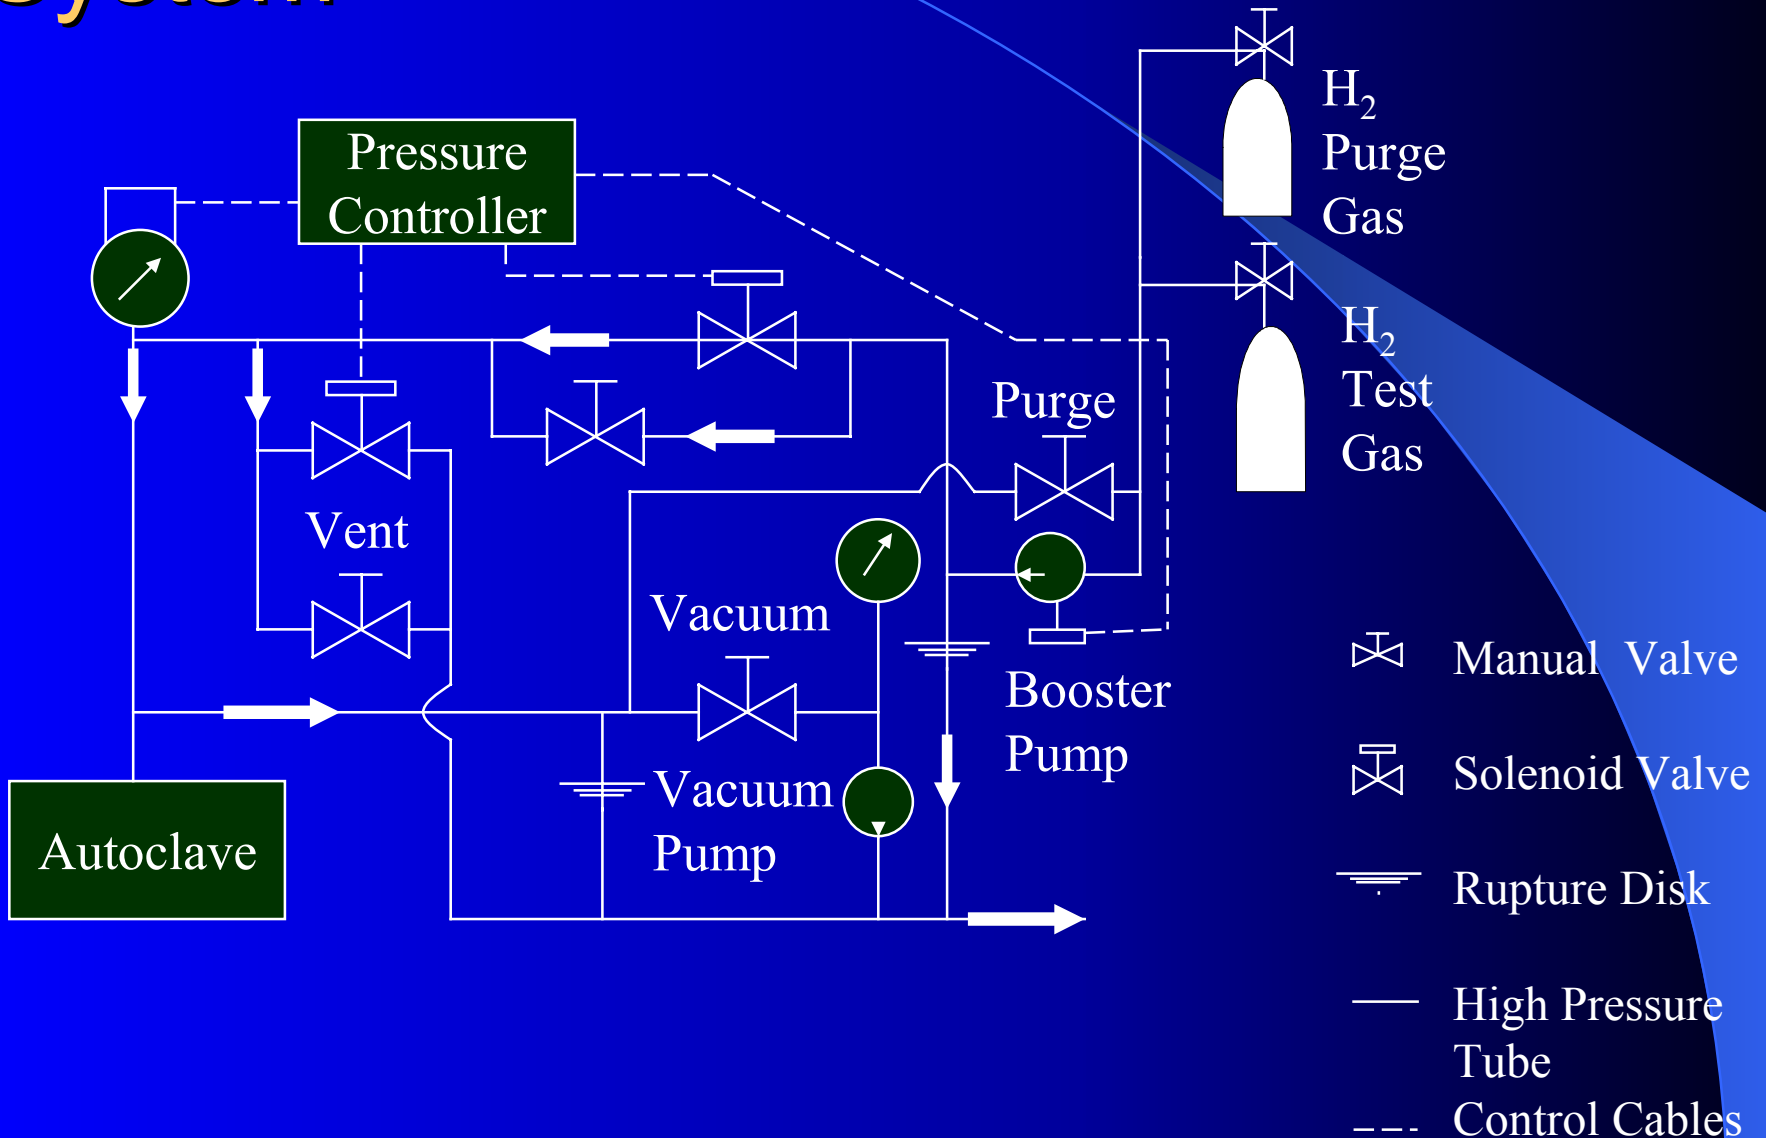 System
H2
Purge
Gas
Pressure
Controller
H2
Test
Gas
Purge
Vent
Vacuum
Booster
Pump
Vacuum
Pump
Autoclave
Manual Valve
Solenoid Valve
Rupture Disk
High Pressure
Tube
Control Cables